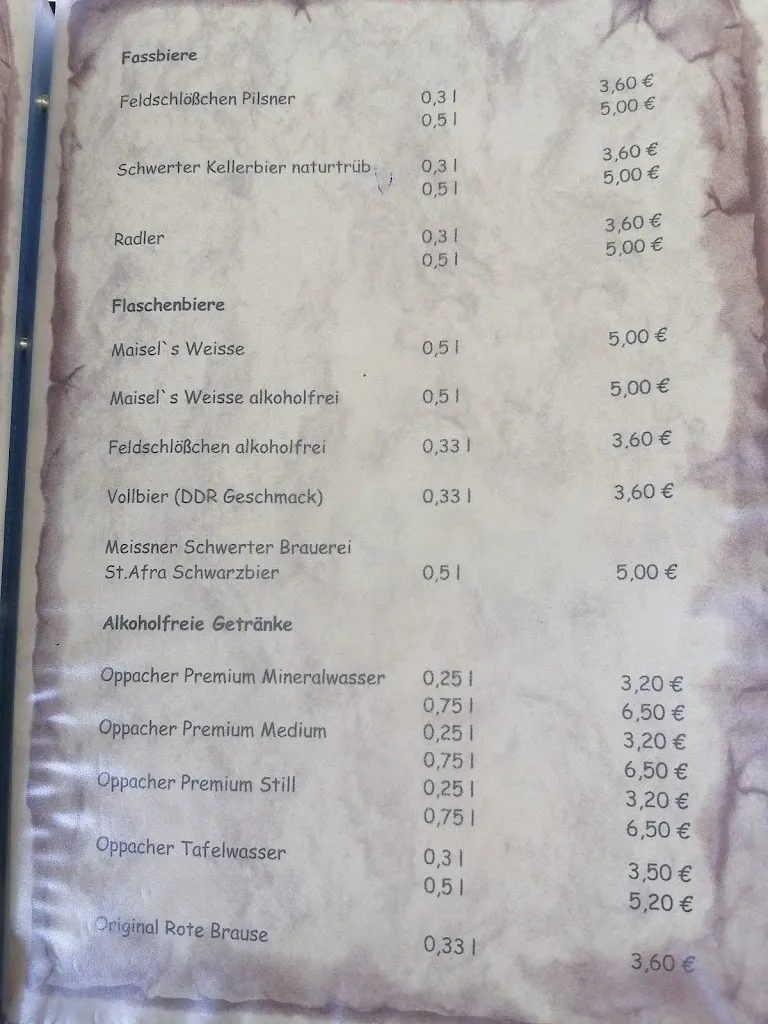 Fassbiere
Feldschlößchen Pilsner 0,3 l 3,60 €
0,5 l 5,00 €
Schwerter Kellerbier naturtrüb 0,3 l 3,60 €
0,5 l 5,00 €
Radler 0,3 l 3,60 €
0,5 l 5,00 €
Flaschenbiere
Maisel`s Weisse 0,5 l 5,00 €
Maisel`s Weisse alkoholfrei 0,5 l 5,00 €
Feldschlößchen alkoholfrei 0,33 l 3,60 €
Vollbier (DDR Geschmack) 0,33 l 3,60 €
Meissner Schwerter Brauerei
St.Afra Schwarzbier 0,5 l 5,00 €
Alkoholfreie Getränke
Oppacher Premium Mineralwasser 0,25 l 3,20 €
0,75 l 6,50 €
Oppacher Premium Medium 0,25 l 3,20 €
0,75 l 6,50 €
Oppacher Premium Still 0,25 l 3,20 €
0,75 l 6,50 €
Oppacher Tafelwasser 0,3 l 3,50 €
0,5 l 5,20 €
Original Rote Brause 0,33 l 3,60 €